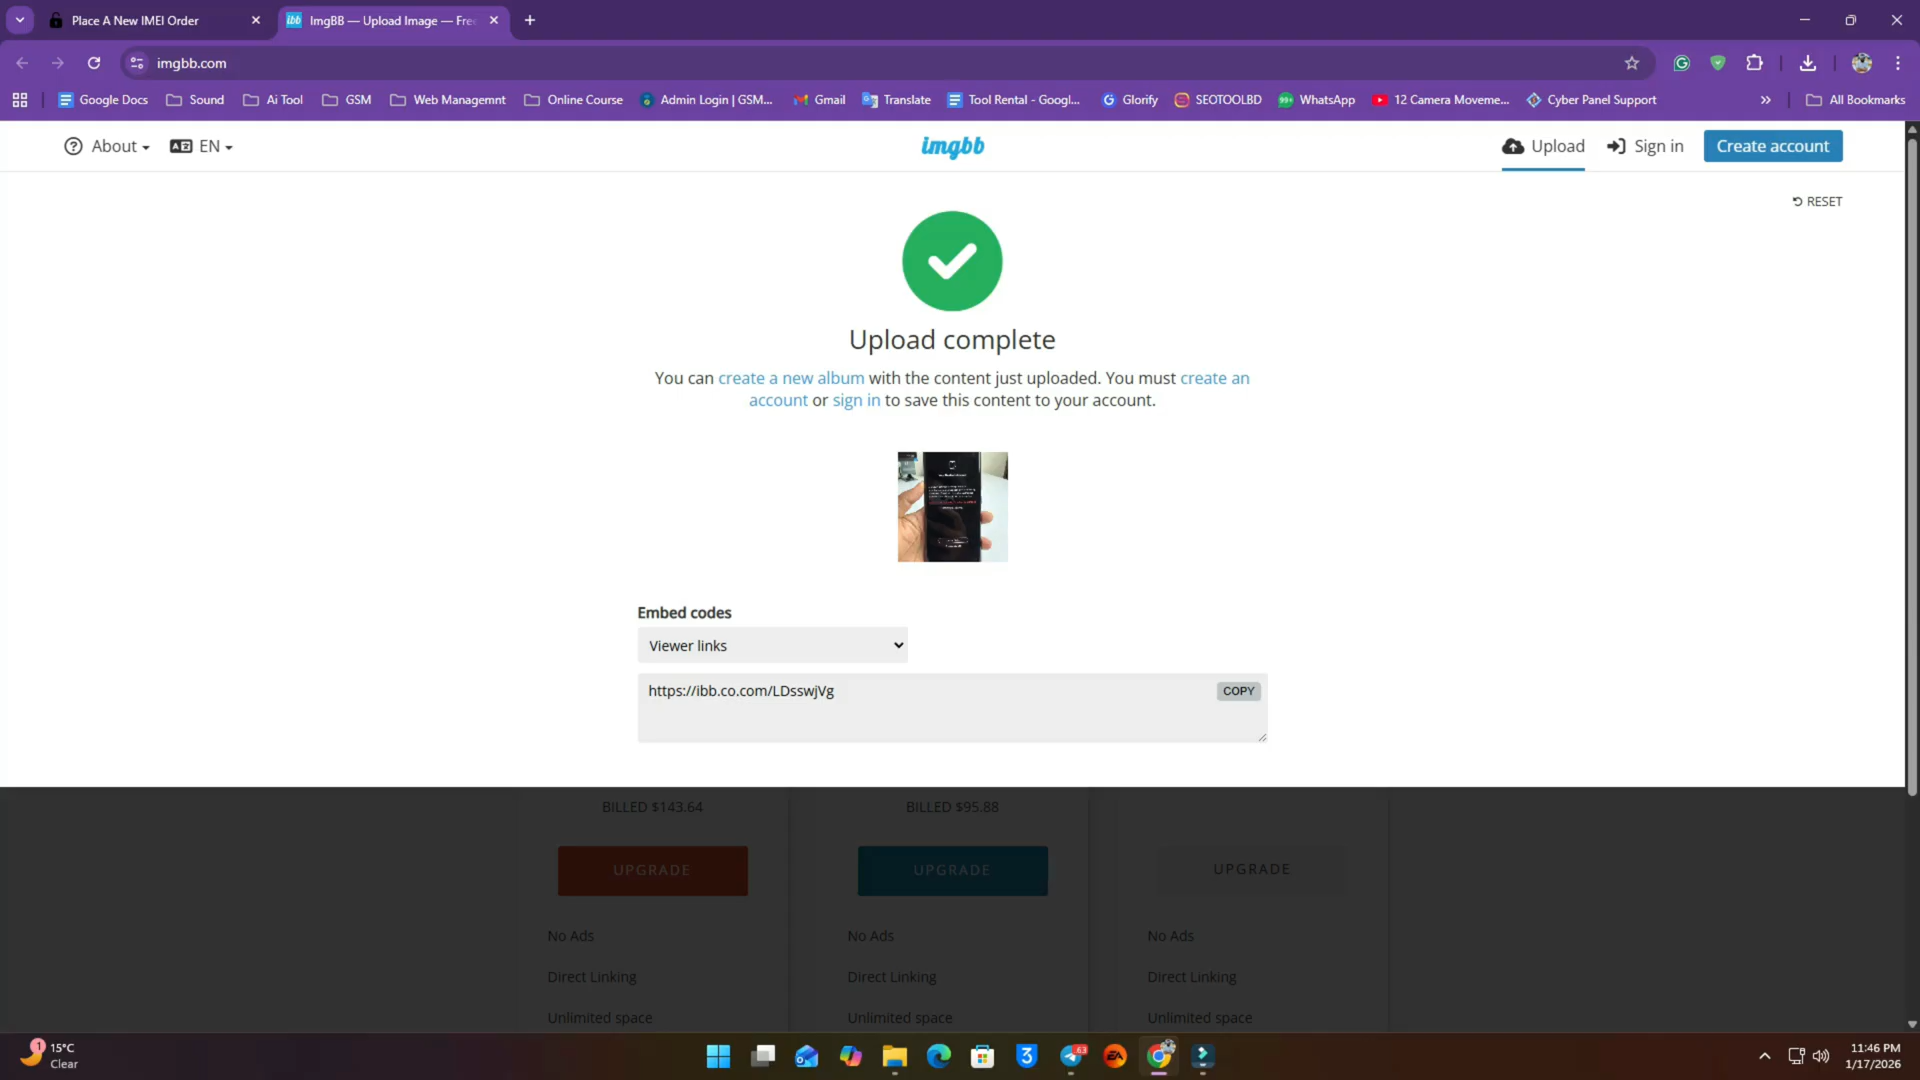 Place A New IMEI Order
ibb ImgBB — Upload Image — Fre
imgbb.com
Google Docs Sound Ai Tool GSM Web Managemnt Online Course Admin Login | GSM... Gmail Translate Tool Rental - Googl... Glorify SEOTOOLBD 99+ WhatsApp 12 Camera Moveme... Cyber Panel Support All Bookmarks
About EN imgbb Upload Sign in Create account
RESET
Upload complete
You can create a new album with the content just uploaded. You must create an
account or sign in to save this content to your account.
Embed codes
Viewer links
https://ibb.co.com/LDsswjVg COPY
BILLED $143.64 BILLED $95.88
UPGRADE UPGRADE UPGRADE
No Ads No Ads No Ads
Direct Linking Direct Linking Direct Linking
Unlimited space Unlimited space Unlimited space
1 15°C
Clear
3 63 EA
11:46 PM
1/17/2026